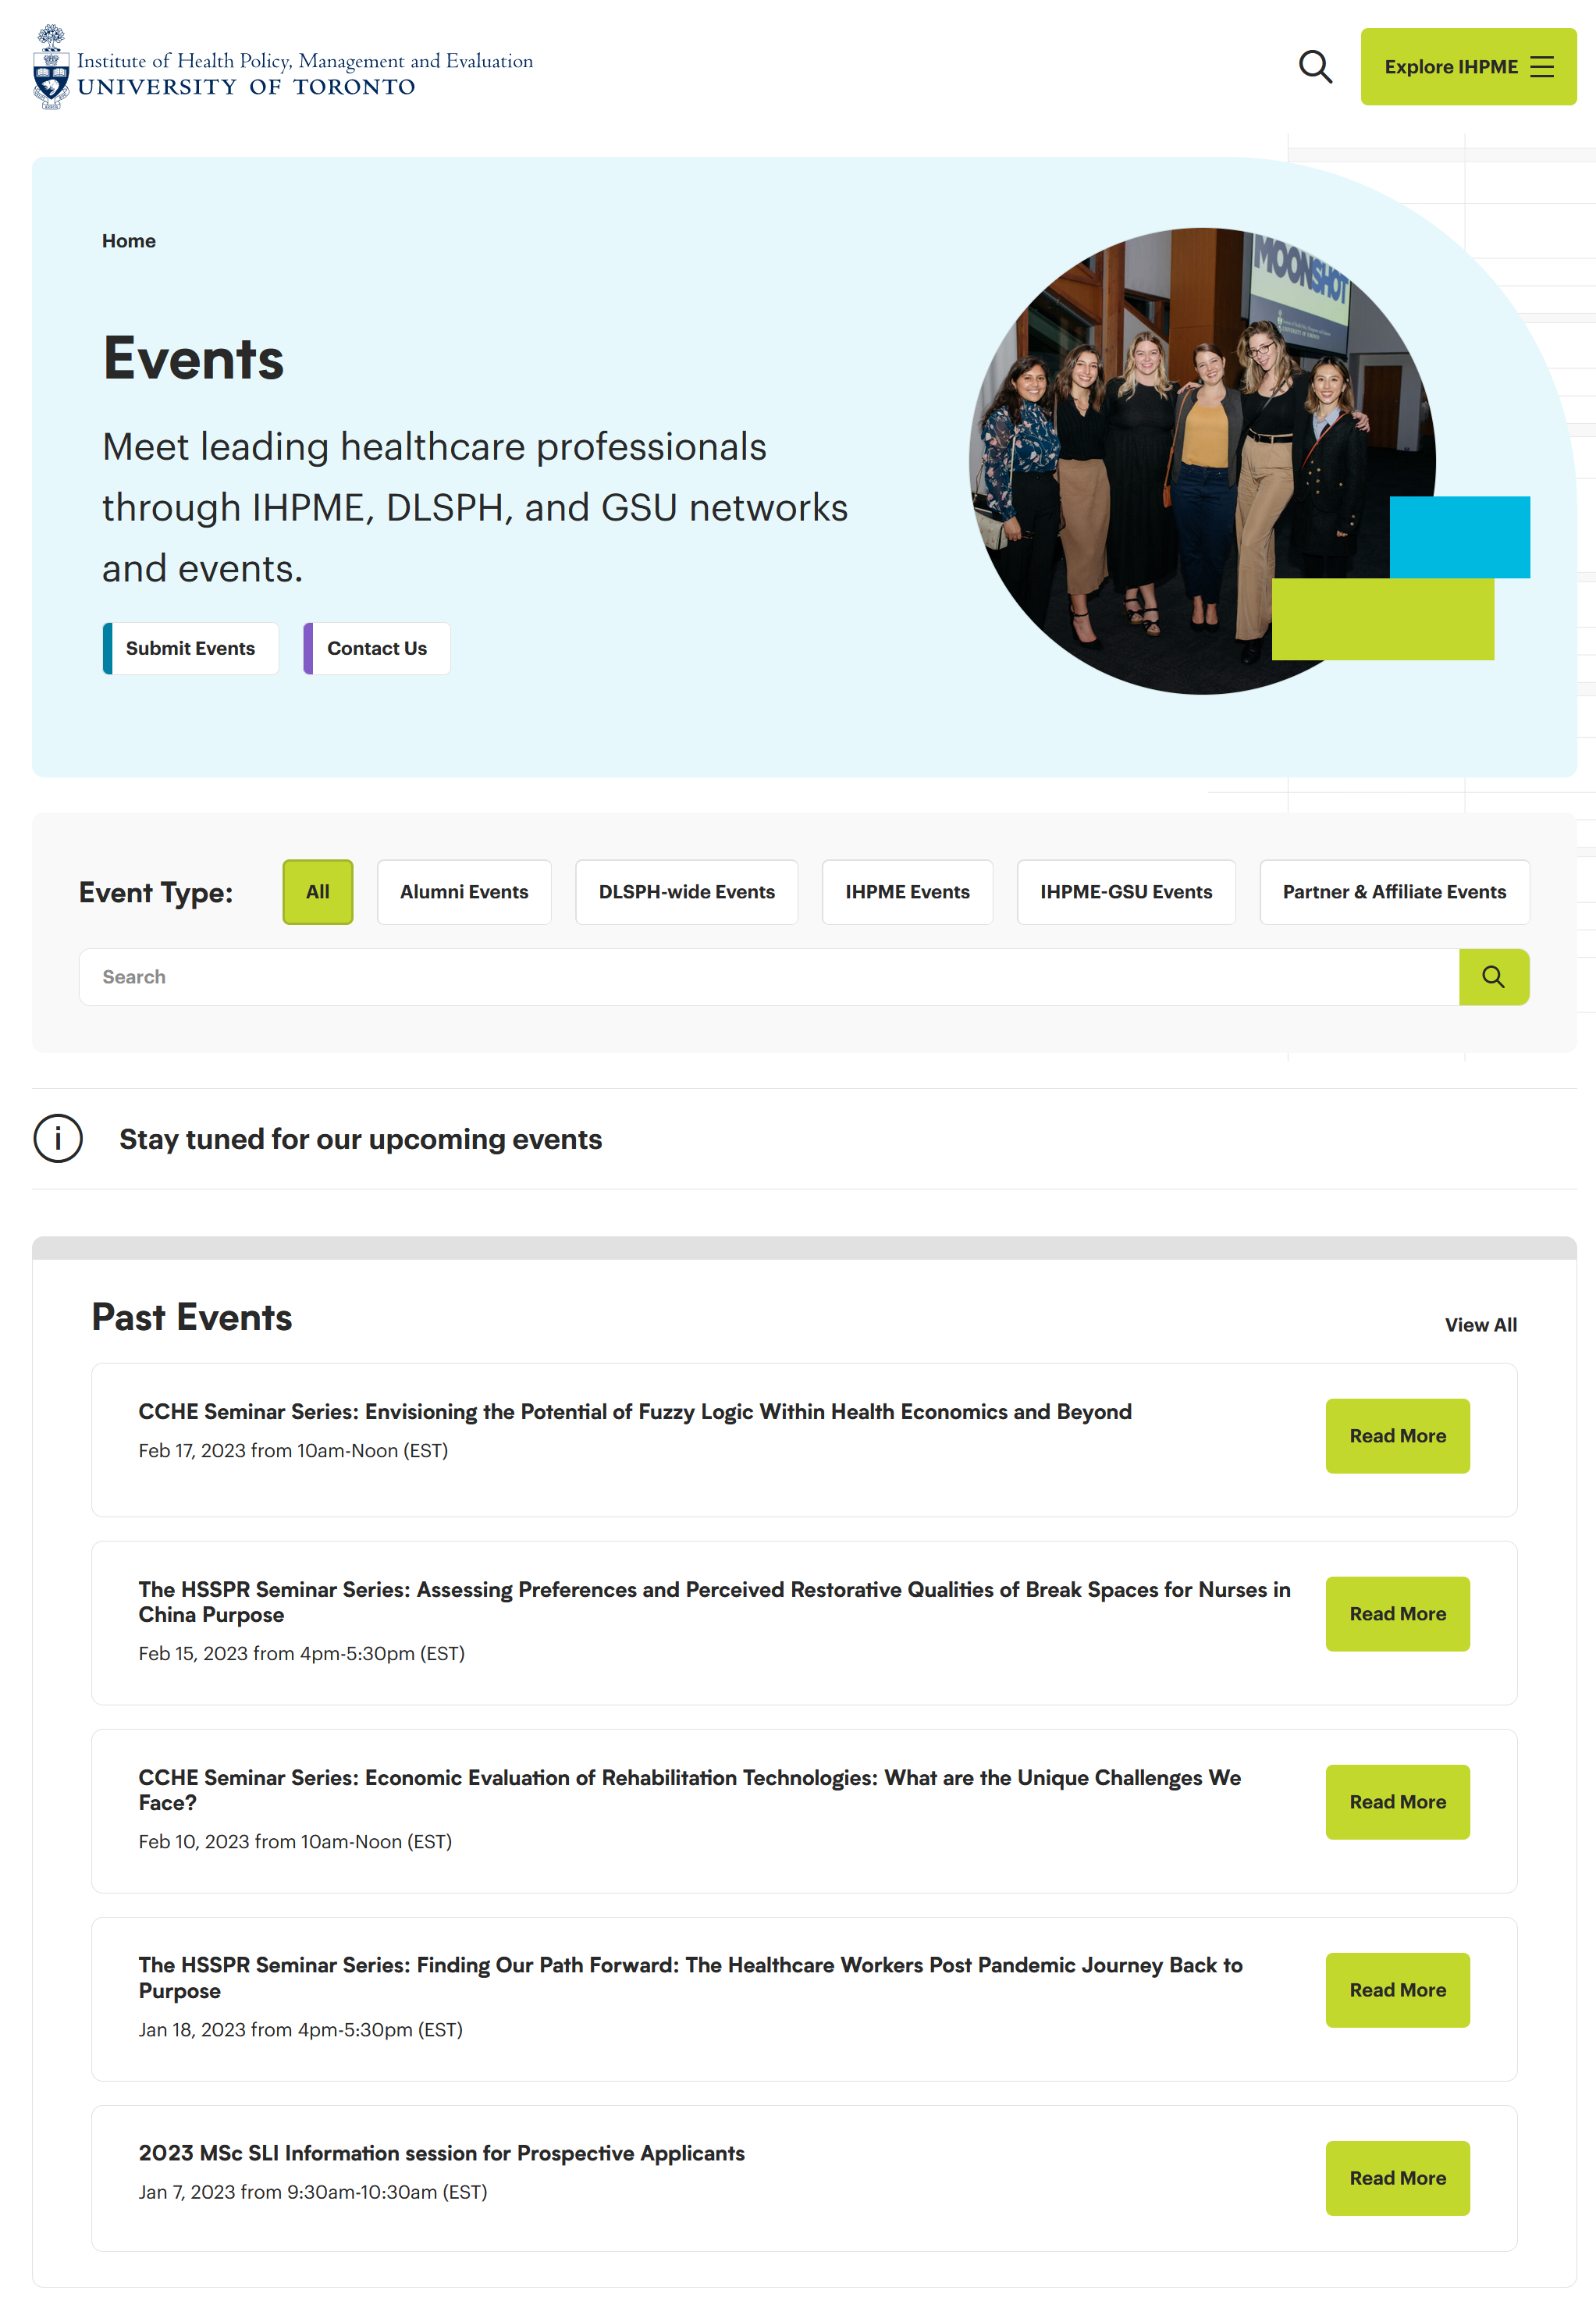 Institute of Health Policy, Management and Evaluation
UNIVERSITY OF TORONTO
Explore IHPME
Home
MOONSHOT
Events
Meet leading healthcare professionals
through IHPME, DLSPH, and GSU networks
and events.
Submit Events
Contact Us
Event Type:
All
Alumni Events
DLSPH-wide Events
IHPME Events
IHPME-GSU Events
Partner & Affiliate Events
Search
Stay tuned for our upcoming events
Past Events
View All
CCHE Seminar Series: Envisioning the Potential of Fuzzy Logic Within Health Economics and Beyond
Feb 17, 2023 from 10am-Noon (EST)
Read More
The HSSPR Seminar Series: Assessing Preferences and Perceived Restorative Qualities of Break Spaces for Nurses in
China Purpose
Feb 15, 2023 from 4pm-5:30pm (EST)
Read More
CCHE Seminar Series: Economic Evaluation of Rehabilitation Technologies: What are the Unique Challenges We
Face?
Feb 10, 2023 from 10am-Noon (EST)
Read More
The HSSPR Seminar Series: Finding Our Path Forward: The Healthcare Workers Post Pandemic Journey Back to
Purpose
Jan 18, 2023 from 4pm-5:30pm (EST)
Read More
2023 MSc SLI Information session for Prospective Applicants
Jan 7, 2023 from 9:30am-10:30am (EST)
Read More